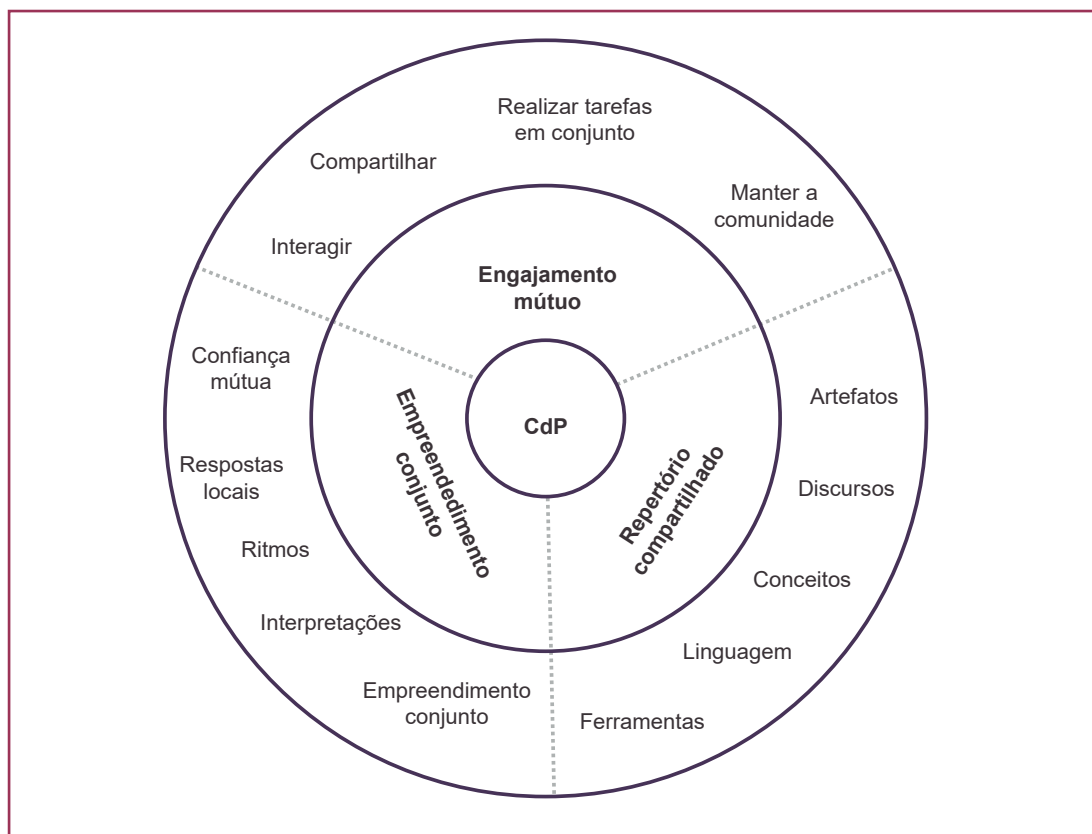 Realizar tarefas
em conjunto
Compartilhar
Manter a
comunidade
Interagir
Engajamento
mútuo
Confiança
mútua
Respostas
locais
Ritmos
Interpretações
Empreendimento
conjunto
Empreendedimento
conjunto
CdP
Repertório
compartilhado
Artefatos
Discursos
Conceitos
Linguagem
Ferramentas